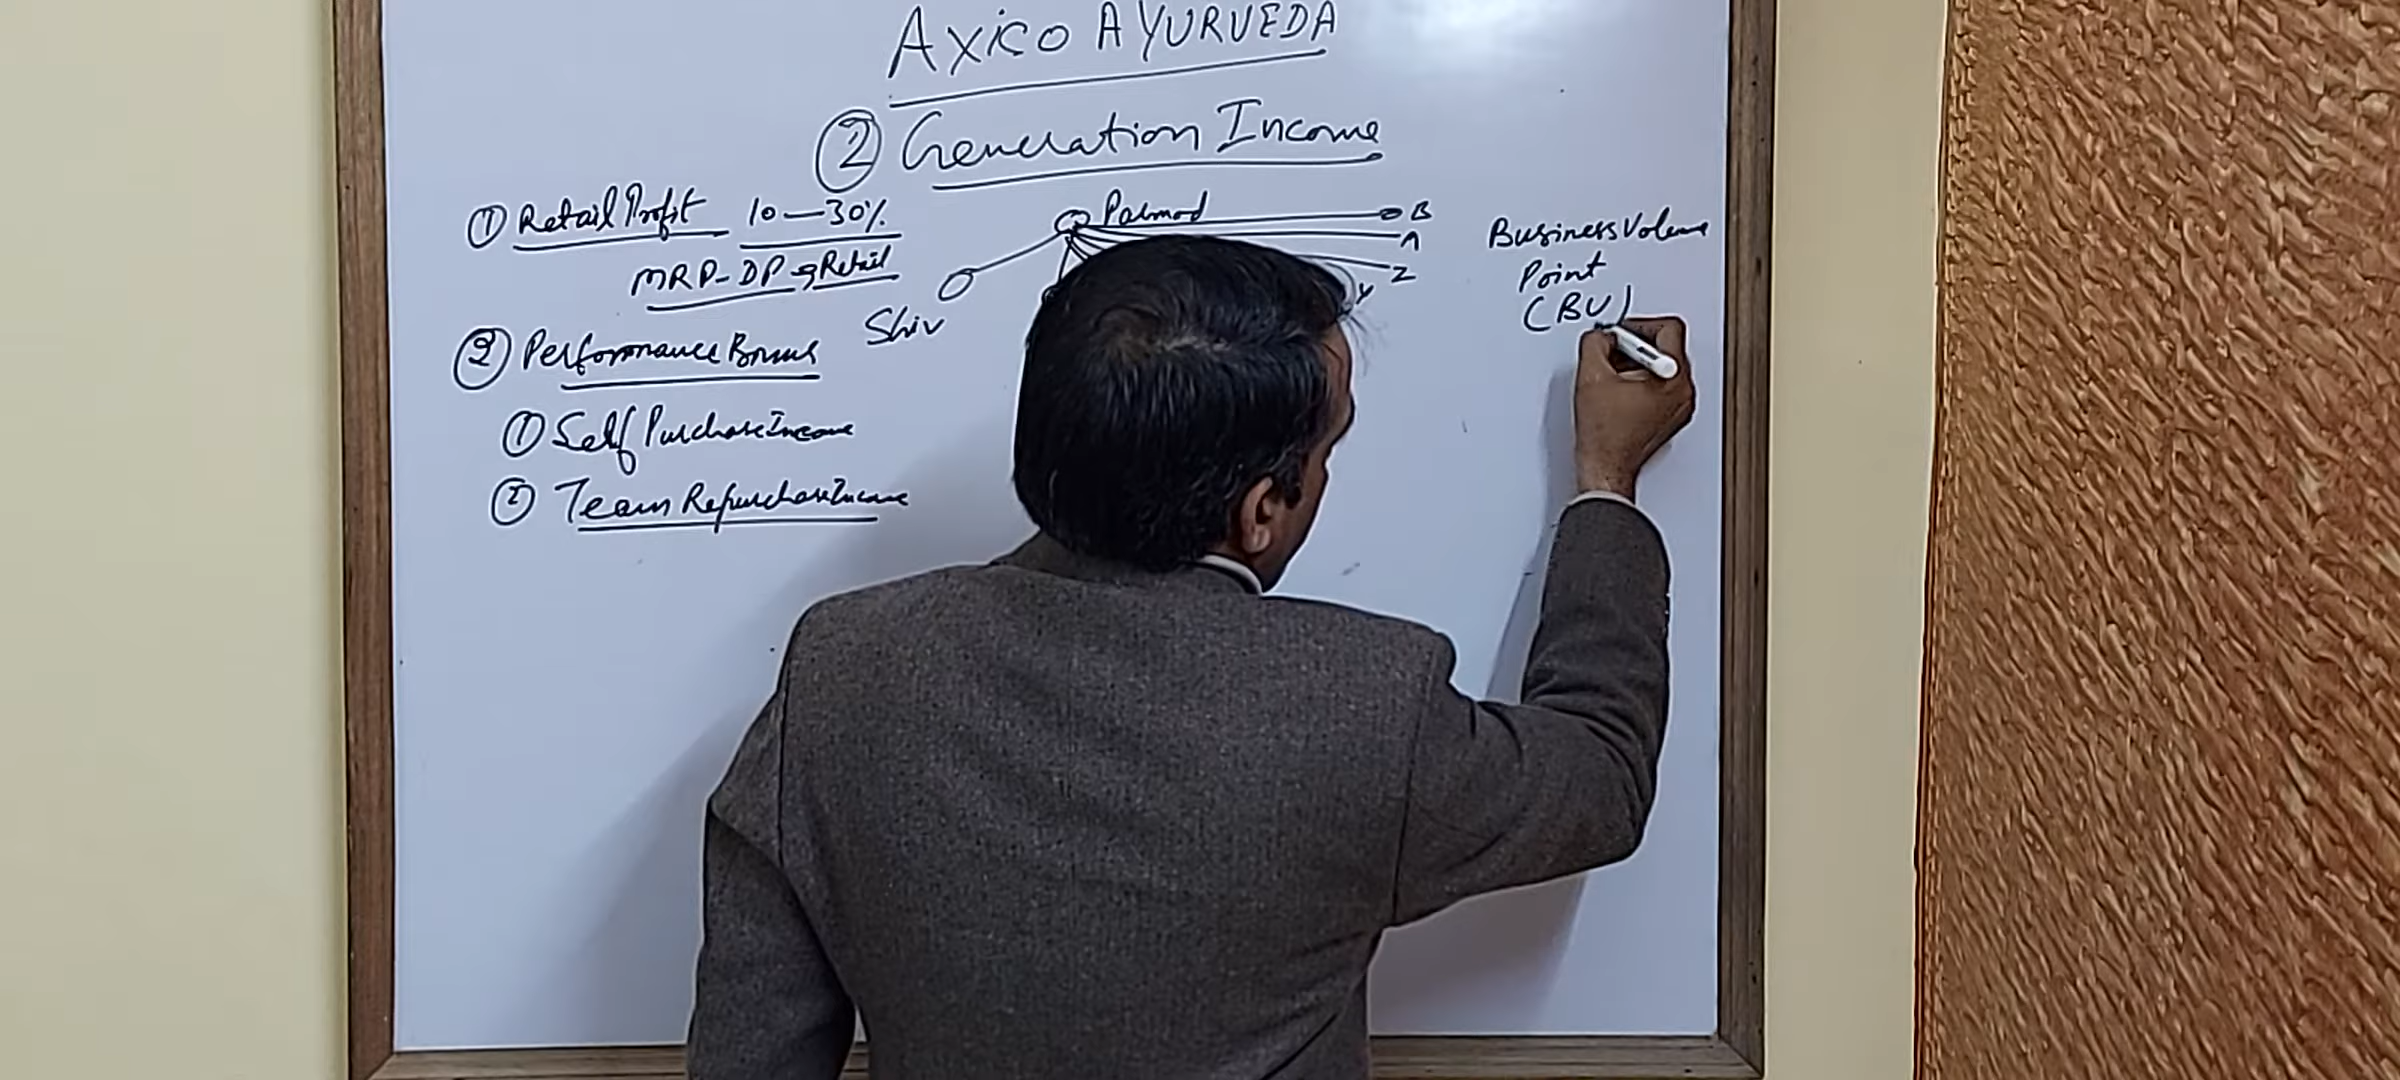 AXICO AYURVEDA
② Generation Income
① Retail Profit 10—30%
MRP - DP → Retail
② Performance Bonus
① Self Purchase Income
② Team Repurchase Income
Shiv
B
A
Z
Y
Business Volume
Point
(BV)